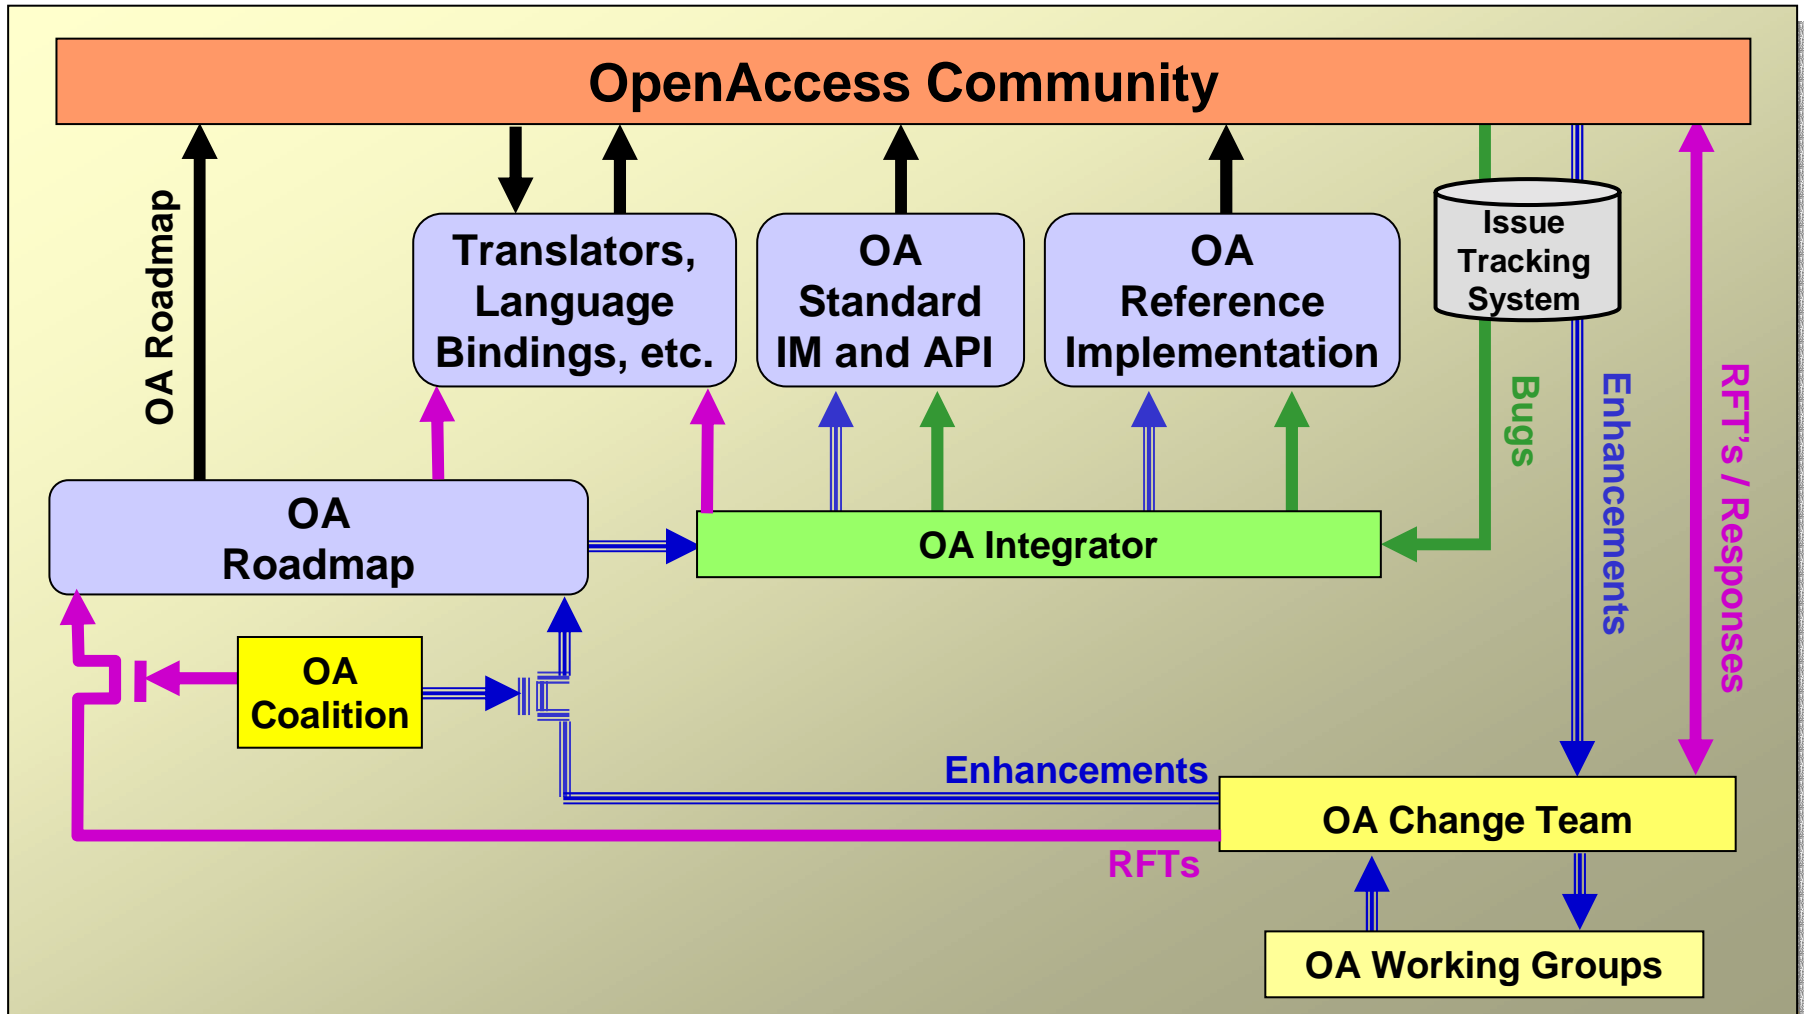 OpenAccess Community
OA Roadmap
Translators,
Language
Bindings, etc.
OA
Standard
IM and API
OA
Reference
Implementation
Issue
Tracking
System
Bugs
Enhancements
RFT's / Responses
OA
Roadmap
OA Integrator
OA
Coalition
Enhancements
OA Change Team
RFTs
OA Working Groups